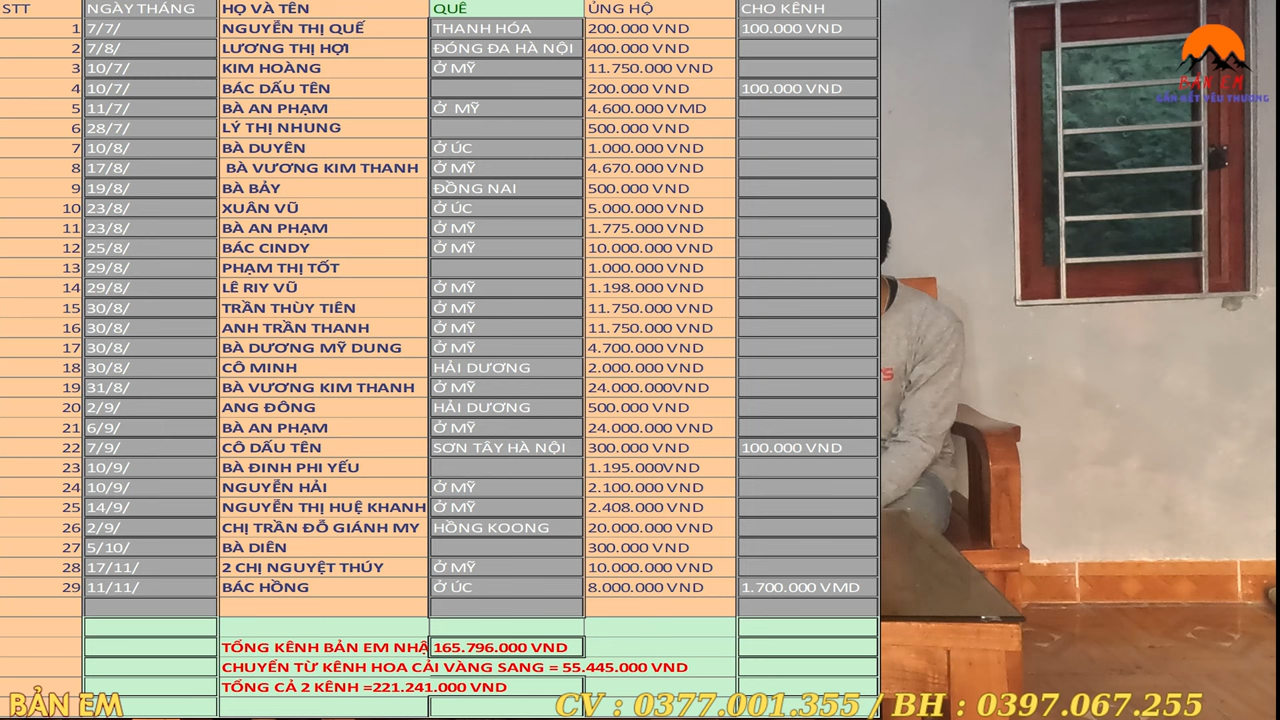 STT NGÀY THÁNG HỌ VÀ TÊN QUÊ ỦNG HỘ CHO KÊNH
1 7/7/ NGUYỄN THỊ QUẾ THANH HÓA 200.000 VND 100.000 VND
2 7/8/ LƯƠNG THỊ HỢI ĐÓNG ĐA HÀ NỘI 400.000 VND
3 10/7/ KIM HOÀNG Ở MỸ 11.750.000 VND
4 10/7/ BÁC DẤU TÊN 200.000 VND 100.000 VND
5 11/7/ BÀ AN PHẠM Ở MỸ 4.600.000 VMD
6 28/7/ LÝ THỊ NHUNG 500.000 VND
7 10/8/ BÀ DUYÊN Ở ÚC 1.000.000 VND
8 17/8/ BÀ VƯƠNG KIM THANH Ở MỸ 4.670.000 VND
9 19/8/ BÀ BẢY ĐỒNG NAI 500.000 VND
10 23/8/ XUÂN VŨ Ở ÚC 5.000.000 VND
11 23/8/ BÀ AN PHẠM Ở MỸ 1.775.000 VND
12 25/8/ BÁC CINDY Ở MỸ 10.000.000 VND
13 29/8/ PHẠM THỊ TỐT 1.000.000 VND
14 29/8/ LÊ RIY VŨ Ở MỸ 1.198.000 VND
15 30/8/ TRẦN THÙY TIÊN Ở MỸ 11.750.000 VND
16 30/8/ ANH TRẦN THANH Ở MỸ 11.750.000 VND
17 30/8/ BÀ DƯƠNG MỸ DUNG Ở MỸ 4.700.000 VND
18 30/8/ CÔ MINH HẢI DƯƠNG 2.000.000 VND
19 31/8/ BÀ VƯƠNG KIM THANH Ở MỸ 24.000.000VND
20 2/9/ ANG ĐÔNG HẢI DƯƠNG 500.000 VND
21 6/9/ BÀ AN PHẠM Ở MỸ 24.000.000 VND
22 7/9/ CÔ DẤU TÊN SƠN TÂY HÀ NỘI 300.000 VND 100.000 VND
23 10/9/ BÀ ĐINH PHI YẾU 1.195.000VND
24 10/9/ NGUYỄN HẢI Ở MỸ 2.100.000 VND
25 14/9/ NGUYỄN THỊ HUỆ KHANH Ở MỸ 2.408.000 VND
26 2/9/ CHỊ TRẦN ĐỖ GIÁNH MY HỒNG KOONG 20.000.000 VND
27 5/10/ BÀ DIÊN 300.000 VND
28 17/11/ 2 CHỊ NGUYỆT THÚY Ở MỸ 10.000.000 VND
29 11/11/ BÁC HỒNG Ở ÚC 8.000.000 VND 1.700.000 VMD
TỔNG KÊNH BẢN EM NHẬ 165.796.000 VND
CHUYỂN TỪ KÊNH HOA CẢI VÀNG SANG = 55.445.000 VND
TỔNG CẢ 2 KÊNH =221.241.000 VND
BẢN EM
GẮN KẾT YÊU THƯƠNG
BẢN EM
CV : 0377.001.355 / BH : 0397.067.255